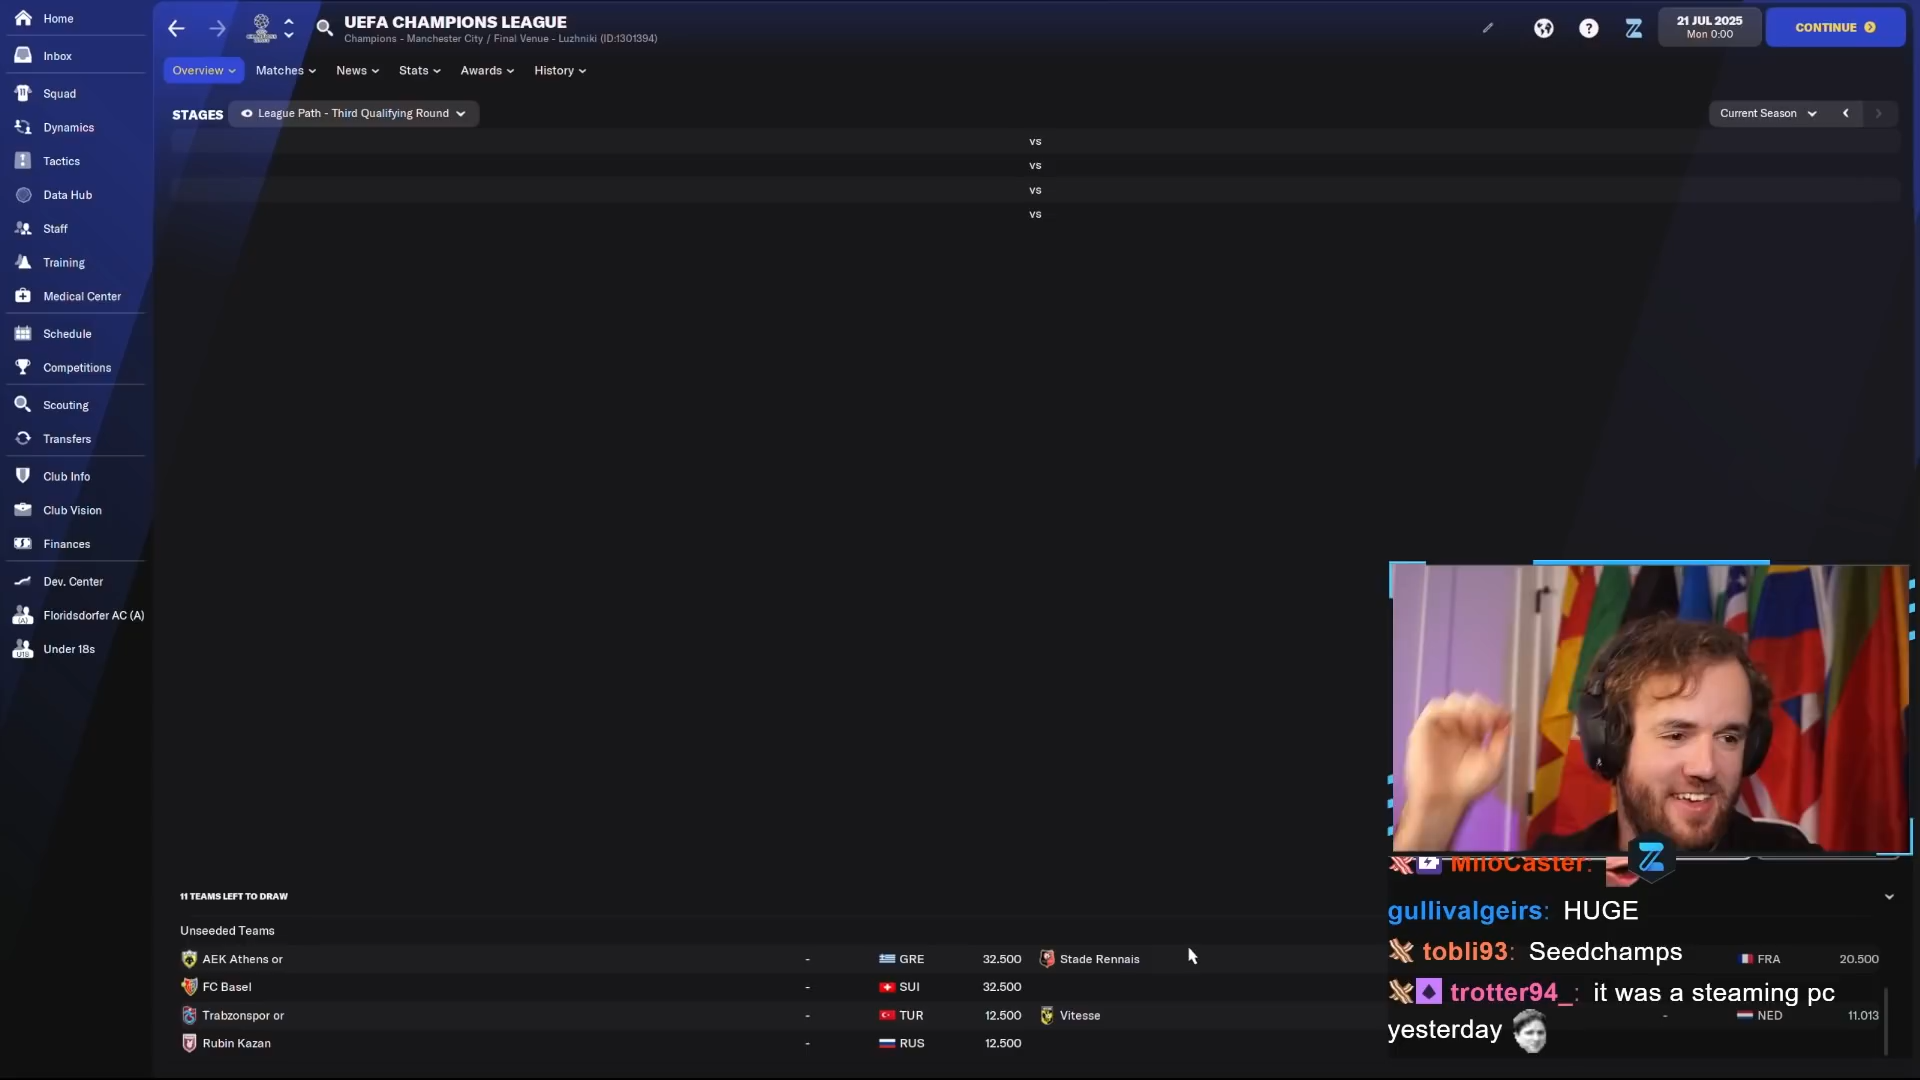 Home
Inbox
Squad
Dynamics
Tactics
Data Hub
Staff
Training
Medical Center
Schedule
Competitions
Scouting
Transfers
Club Info
Club Vision
Finances
Dev. Center
Floridsdorfer AC (A)
Under 18s
UEFA CHAMPIONS LEAGUE
Champions - Manchester City / Final Venue - Luzhniki (ID:1301394)
21 JUL 2025
Mon 0:00
CONTINUE
Overview Matches News Stats Awards History
STAGES League Path - Third Qualifying Round Current Season
vs
vs
vs
vs
11 TEAMS LEFT TO DRAW
Unseeded Teams
AEK Athens or - GRE 32.500 Stade Rennais FRA 20.500
FC Basel - SUI 32.500
Trabzonspor or - TUR 12.500 Vitesse - NED 11.013
Rubin Kazan - RUS 12.500
MiloCaster:
gullivalgeirs: HUGE
tobli93: Seedchamps
trotter94_: it was a steaming pc
yesterday